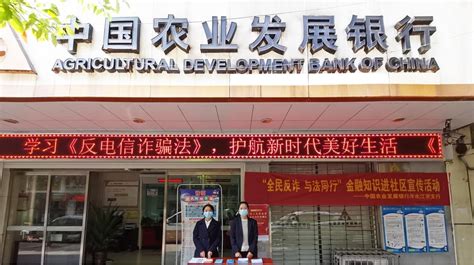 中国农业发展银行
AGRICULTURAL DEVELOPMENT BANK OF CHINA
学习《反电信诈骗法》，护航新时代美好生活 《
“全民反诈 与法同行”金融知识进社区宣传活动